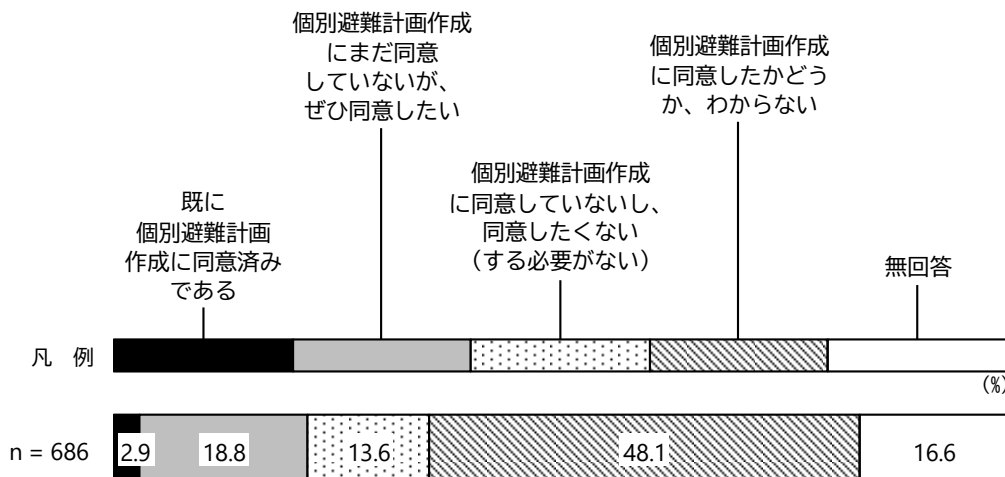 個別避難計画作成
にまだ同意
していないが、
ぜひ同意したい
個別避難計画作成
に同意したかどう
か、わからない
個別避難計画作成
に同意していないし、
同意したくない
（する必要がない）
既に
個別避難計画
作成に同意済み
である
無回答
凡　例
(%)
n = 686
2.9
18.8
13.6
48.1
16.6